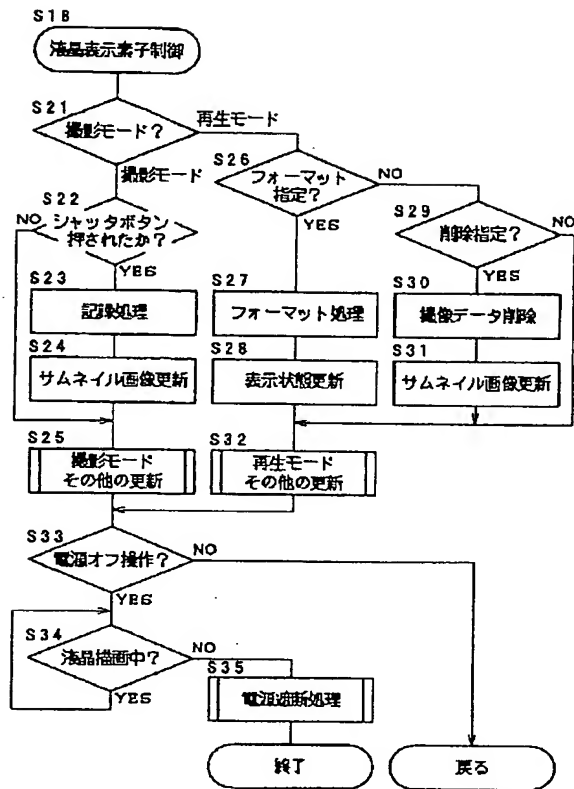 S18
液晶表示素子制御
S21
撮影モード?
再生モード
撮影モード
S22
NO
シャッタボタン
押されたか?
YES
S23
記録処理
S24
サムネイル画像更新
S25
撮影モード
その他の更新
S26
フォーマット
指定?
NO
YES
S27
フォーマット処理
S28
表示状態更新
S29
削除指定?
NO
YES
S30
撮像データ削除
S31
サムネイル画像更新
S32
再生モード
その他の更新
S33
電源オフ操作?
NO
YES
S34
液晶描画中?
NO
YES
S35
電源遮断処理
終了
戻る